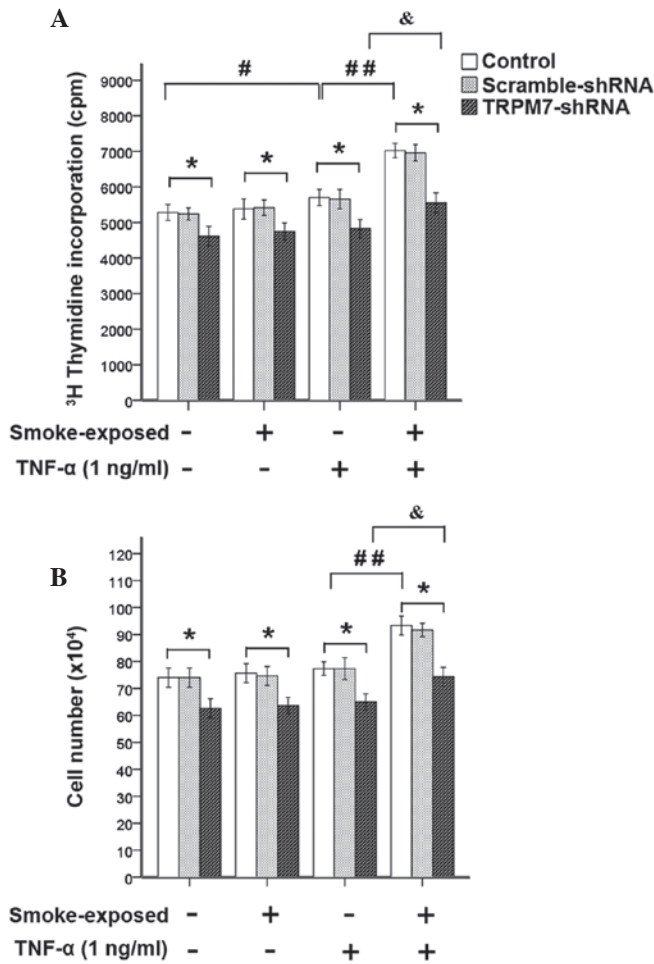 A
&
# ##
Control
Scramble-shRNA
TRPM7-shRNA
³H Thymidine incorporation (cpm)
9000
8000
7000
6000
5000
4000
3000
2000
1000
0
* * * *
Smoke-exposed - + - +
TNF-α (1 ng/ml) - - + +
B
&
##
Cell number (x10⁴)
120
110
100
90
80
70
60
50
40
30
20
10
0
* * * *
Smoke-exposed - + - +
TNF-α (1 ng/ml) - - + +